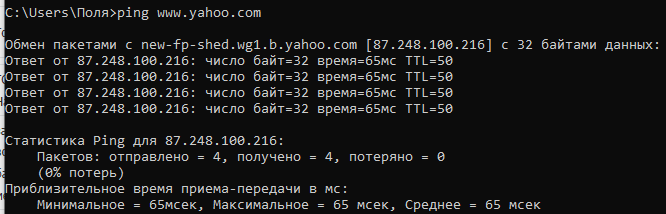 C:\Users\Поля>ping www.yahoo.com
Обмен пакетами с new-fp-shed.wg1.b.yahoo.com [87.248.100.216] с 32 байтами данных:
Ответ от 87.248.100.216: число байт=32 время=65мс TTL=50
Ответ от 87.248.100.216: число байт=32 время=65мс TTL=50
Ответ от 87.248.100.216: число байт=32 время=65мс TTL=50
Ответ от 87.248.100.216: число байт=32 время=65мс TTL=50
Статистика Ping для 87.248.100.216:
Пакетов: отправлено = 4, получено = 4, потеряно = 0
(0% потерь)
Приблизительное время приема-передачи в мс:
Минимальное = 65мсек, Максимальное = 65 мсек, Среднее = 65 мсек